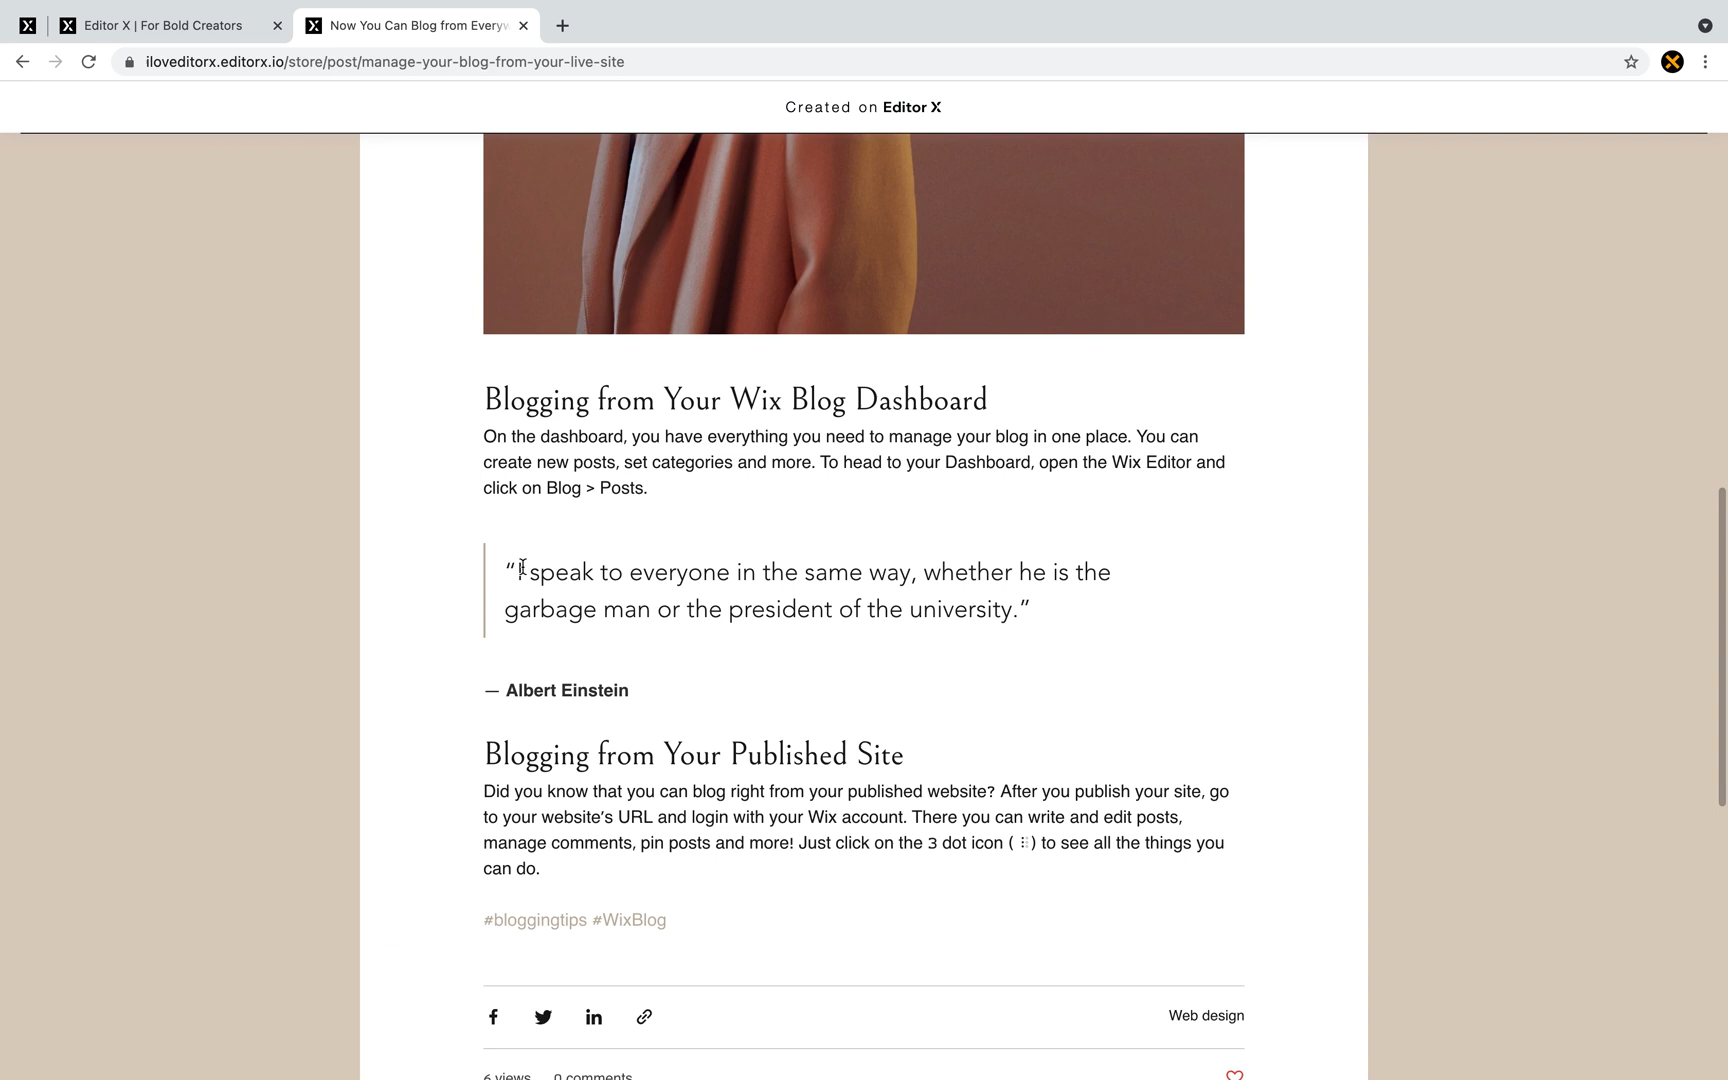 Editor X | For Bold Creators
Now You Can Blog from Every
iloveditorx.editorx.io/store/post/manage-your-blog-from-your-live-site
Created on Editor X
Blogging from Your Wix Blog Dashboard
On the dashboard, you have everything you need to manage your blog in one place. You can
create new posts, set categories and more. To head to your Dashboard, open the Wix Editor and
click on Blog > Posts.
“I speak to everyone in the same way, whether he is the
garbage man or the president of the university.”
— Albert Einstein
Blogging from Your Published Site
Did you know that you can blog right from your published website? After you publish your site, go
to your website’s URL and login with your Wix account. There you can write and edit posts,
manage comments, pin posts and more! Just click on the 3 dot icon ( ⠇) to see all the things you
can do.
#bloggingtips #WixBlog
Web design
6 views 0 comments